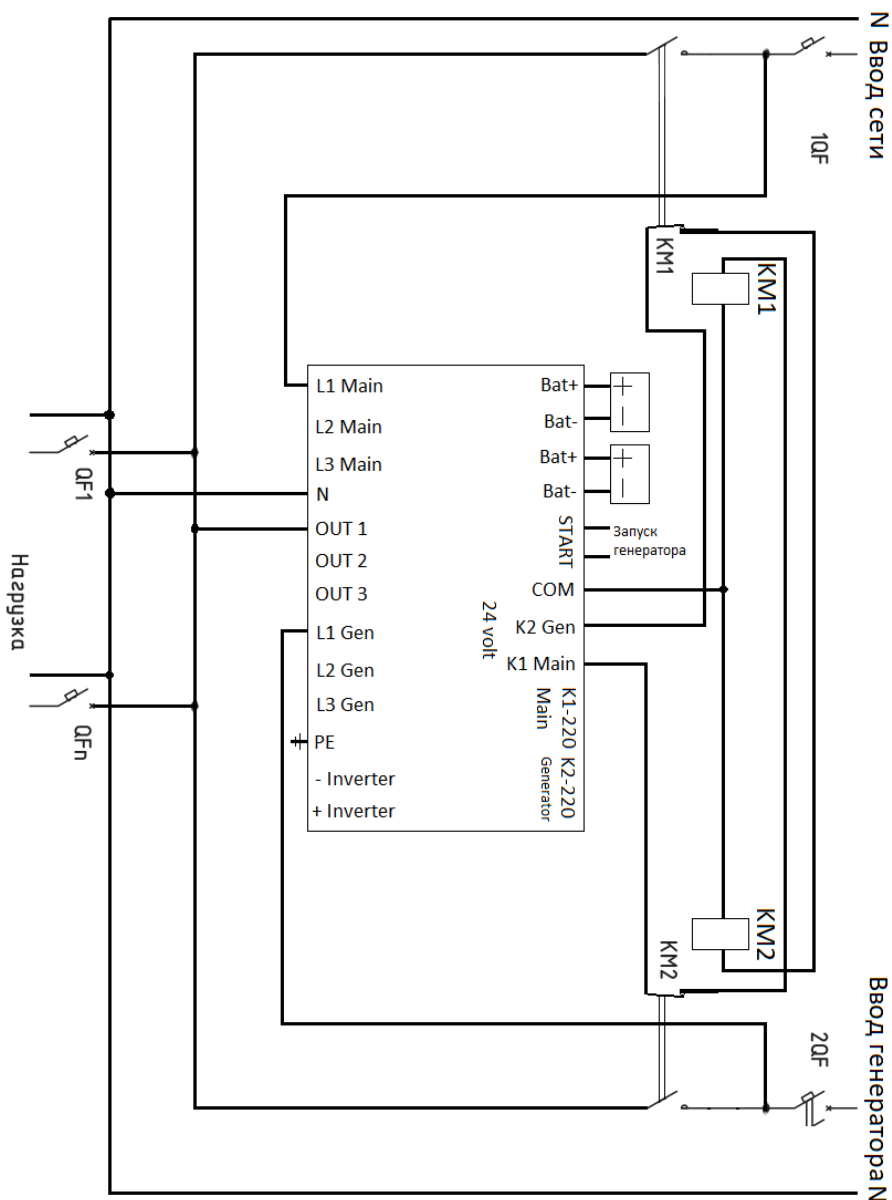 N Ввод сети
1QF
KM1
KM1
L1 Main
L2 Main
L3 Main
N
OUT 1
OUT 2
OUT 3
L1 Gen
L2 Gen
L3 Gen
PE
- Inverter
+ Inverter
Bat+
Bat-
Bat+
Bat-
START
COM
K2 Gen
K1 Main
24 volt
K1-220
Main
K2-220
Generator
+
−
+
−
Запуск
генератора
QF1
Нагрузка
QFn
KM2
KM2
2QF
Ввод генератора N